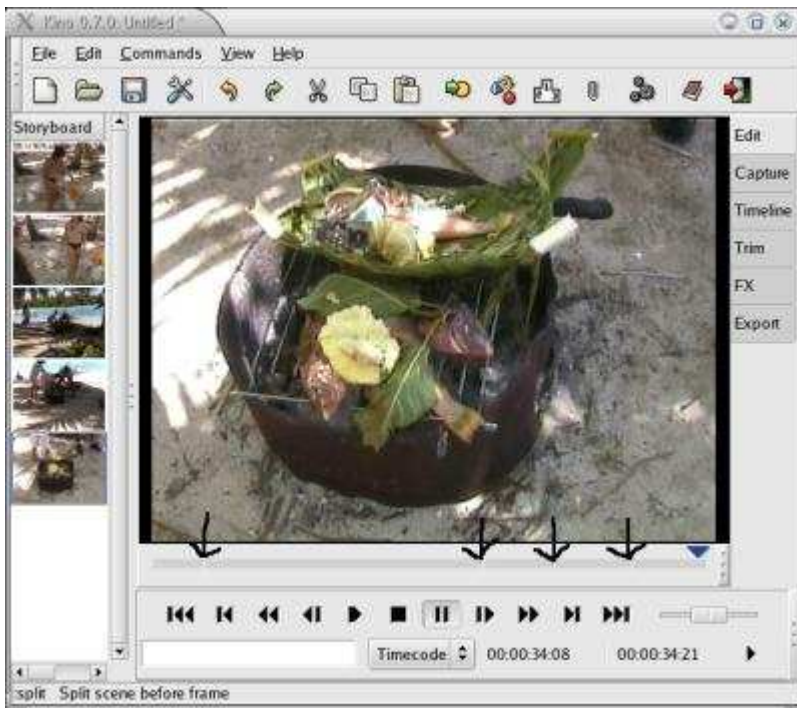 Kino 0.7.0: Untitled *
File Edit Commands View Help
Storyboard
Edit
Capture
Timeline
Trim
FX
Export
Timecode 00:00:34:08 00:00:34:21
:split Split scene before frame